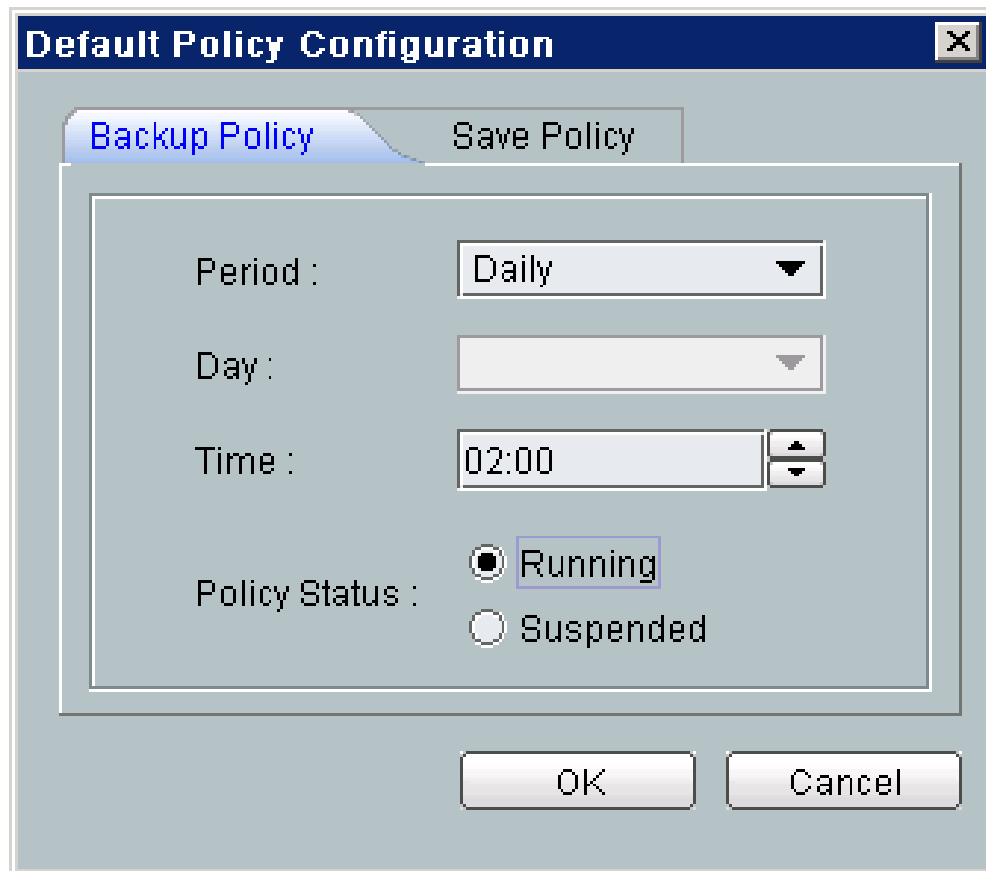 Default Policy Configuration
Backup Policy
Save Policy
Period :
Daily
Day :
Time :
02:00
Policy Status :
Running
Suspended
OK
Cancel